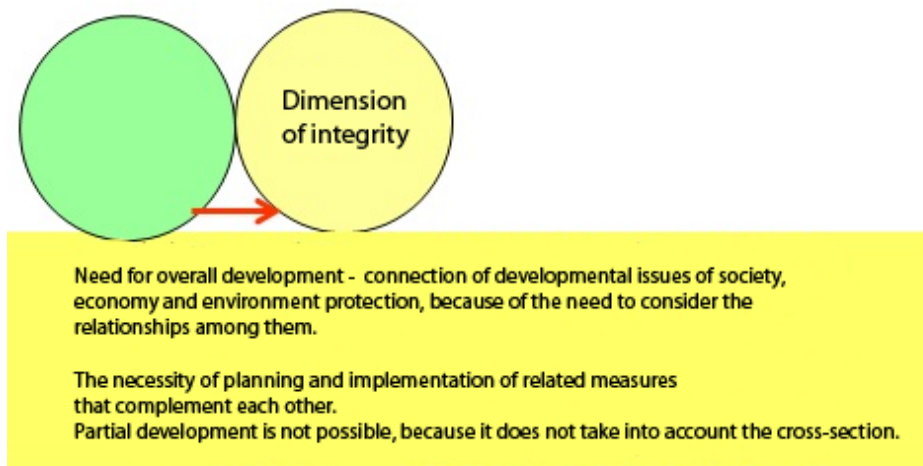 Dimension
of integrity
Need for overall development - connection of developmental issues of society,
economy and environment protection, because of the need to consider the
relationships among them.
The necessity of planning and implementation of related measures
that complement each other.
Partial development is not possible, because it does not take into account the cross-section.